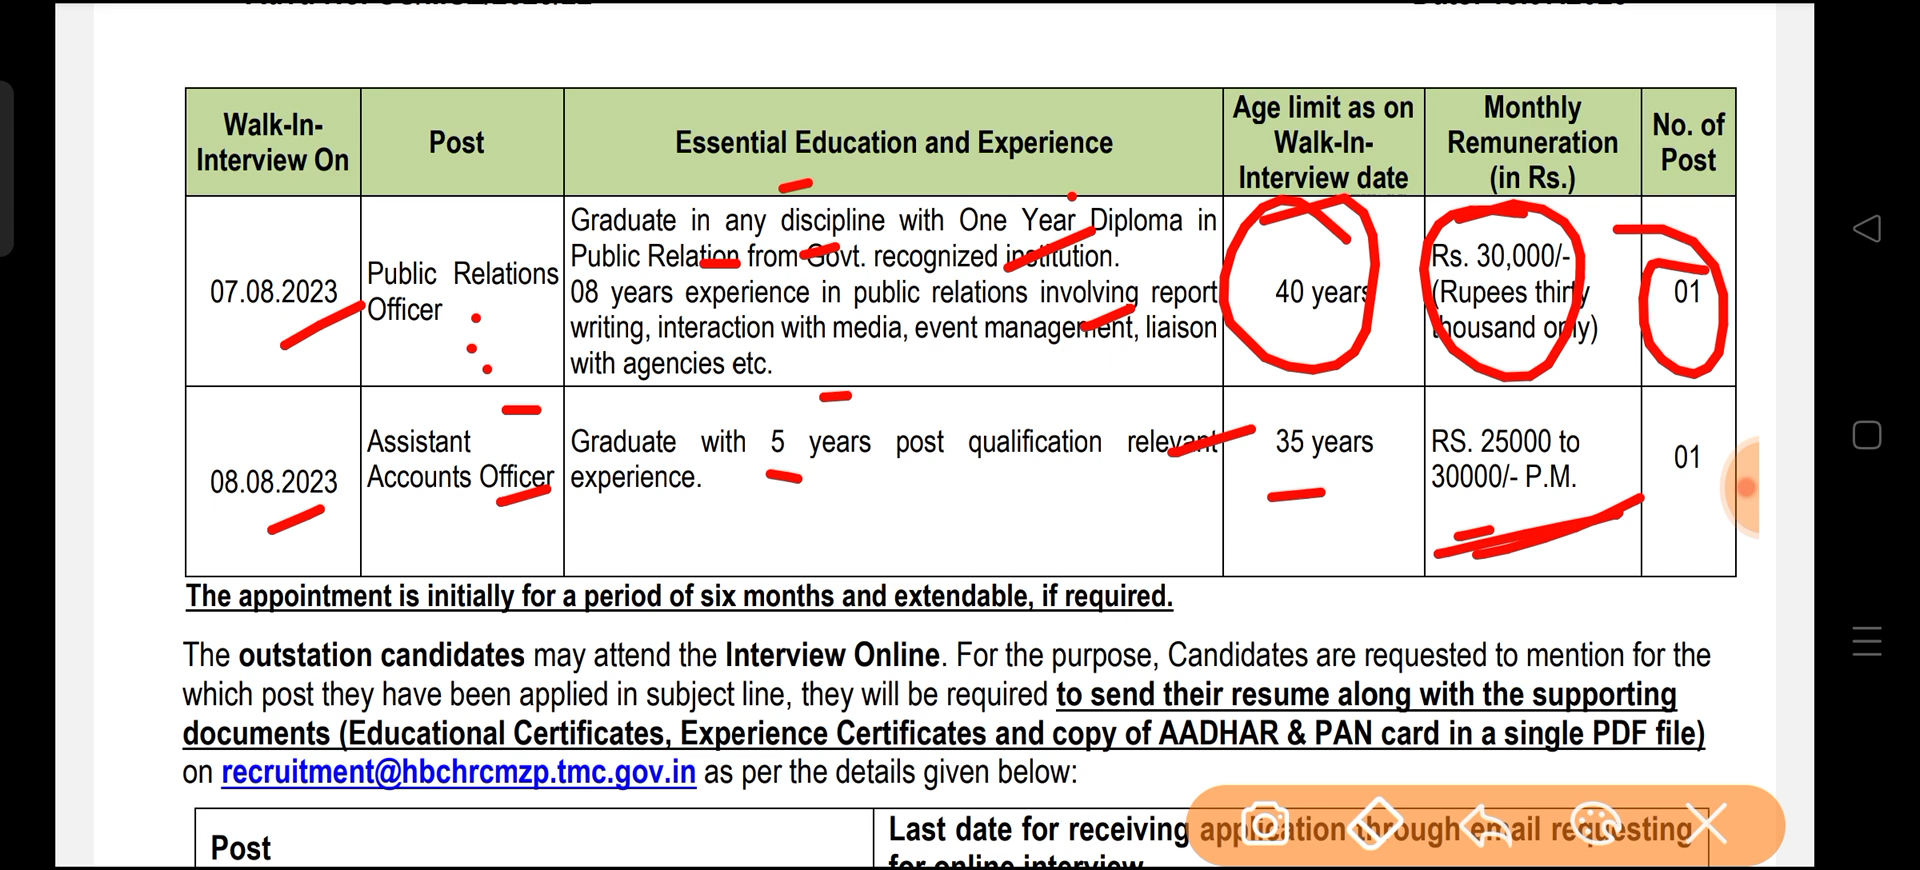 Walk-In-
Interview On
Post
Essential Education and Experience
Age limit as on
Walk-In-
Interview date
Monthly
Remuneration
(in Rs.)
No. of
Post
07.08.2023
Public Relations
Officer
Graduate in any discipline with One Year Diploma in
Public Relation from Govt. recognized institution.
08 years experience in public relations involving report
writing, interaction with media, event management, liaison
with agencies etc.
40 years
Rs. 30,000/-
(Rupees thirty
thousand only)
01
08.08.2023
Assistant
Accounts Officer
Graduate with 5 years post qualification relevant
experience.
35 years
RS. 25000 to
30000/- P.M.
01
The appointment is initially for a period of six months and extendable, if required.
The outstation candidates may attend the Interview Online. For the purpose, Candidates are requested to mention for the
which post they have been applied in subject line, they will be required to send their resume along with the supporting
documents (Educational Certificates, Experience Certificates and copy of AADHAR & PAN card in a single PDF file)
on recruitment@hbchrcmzp.tmc.gov.in as per the details given below:
Post
Last date for receiving application through email requesting
for online interview